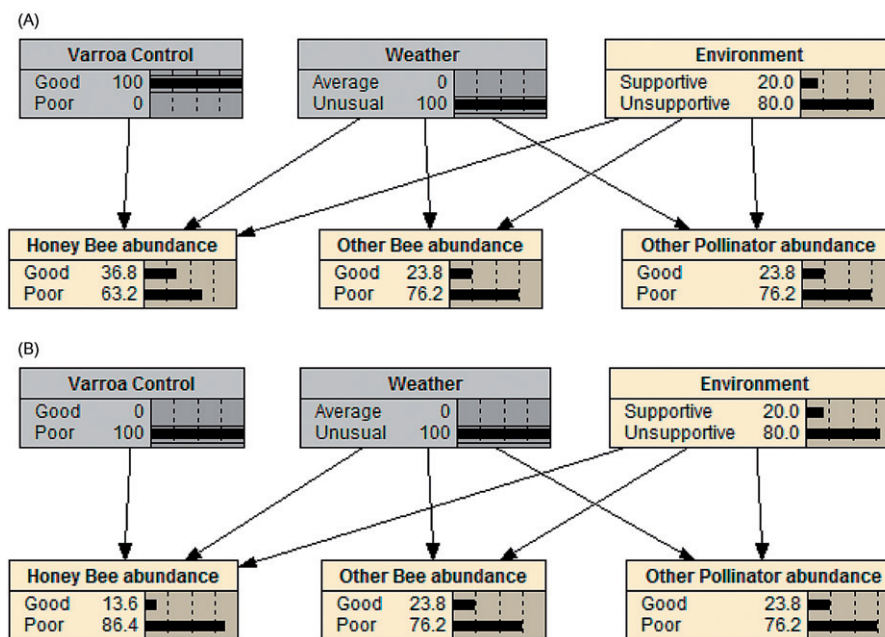 (A)
Varroa Control
Good 100
Poor 0
Weather
Average 0
Unusual 100
Environment
Supportive 20.0
Unsupportive 80.0
Honey Bee abundance
Good 36.8
Poor 63.2
Other Bee abundance
Good 23.8
Poor 76.2
Other Pollinator abundance
Good 23.8
Poor 76.2
(B)
Varroa Control
Good 0
Poor 100
Weather
Average 0
Unusual 100
Environment
Supportive 20.0
Unsupportive 80.0
Honey Bee abundance
Good 13.6
Poor 86.4
Other Bee abundance
Good 23.8
Poor 76.2
Other Pollinator abundance
Good 23.8
Poor 76.2